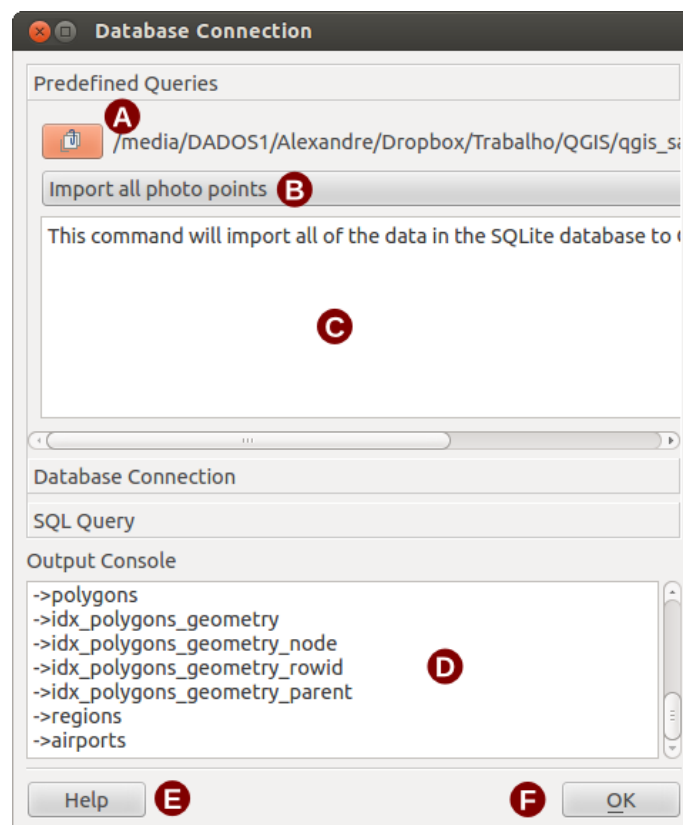 Database Connection
Predefined Queries
A
/media/DADOS1/Alexandre/Dropbox/Trabalho/QGIS/qgis_sa
Import all photo points B
This command will import all of the data in the SQLite database to
C
Database Connection
SQL Query
Output Console
->polygons
->idx_polygons_geometry
->idx_polygons_geometry_node
->idx_polygons_geometry_rowid
->idx_polygons_geometry_parent
->regions
->airports
D
Help E F OK